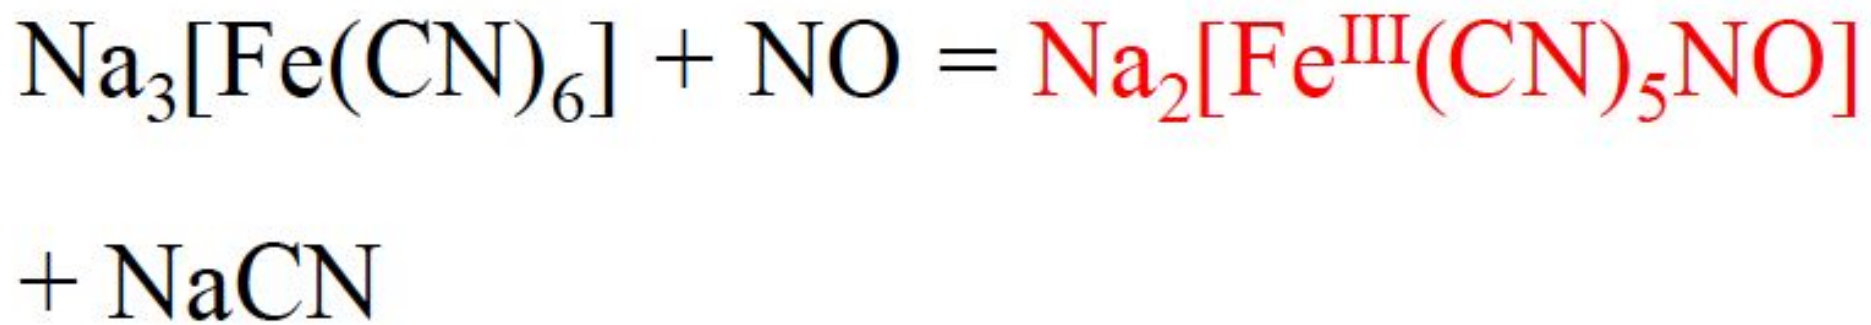 Na₃[Fe(CN)₆] + NO = Na₂[Feᴵᴵᴵ(CN)₅NO]
+ NaCN